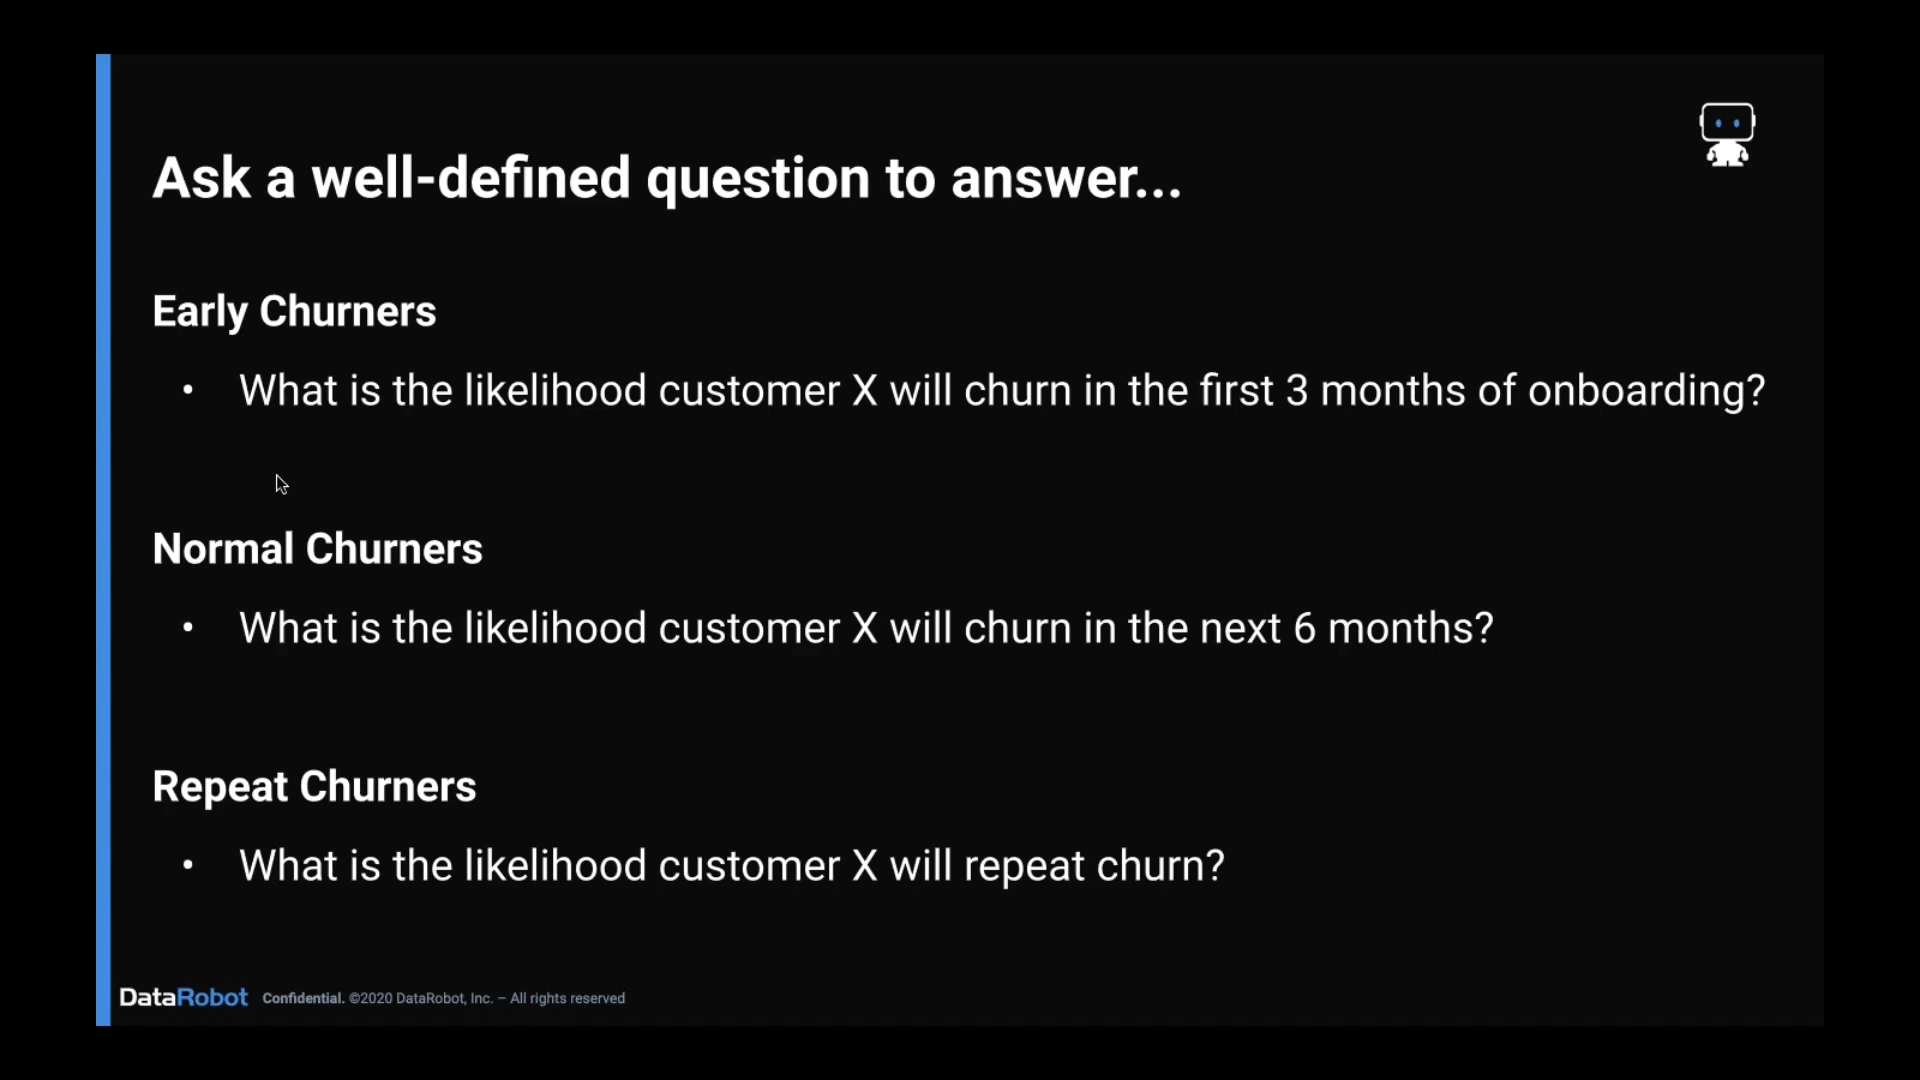 Ask a well-defined question to answer...
Early Churners
• What is the likelihood customer X will churn in the first 3 months of onboarding?
Normal Churners
• What is the likelihood customer X will churn in the next 6 months?
Repeat Churners
• What is the likelihood customer X will repeat churn?
DataRobot Confidential. ©2020 DataRobot, Inc. – All rights reserved